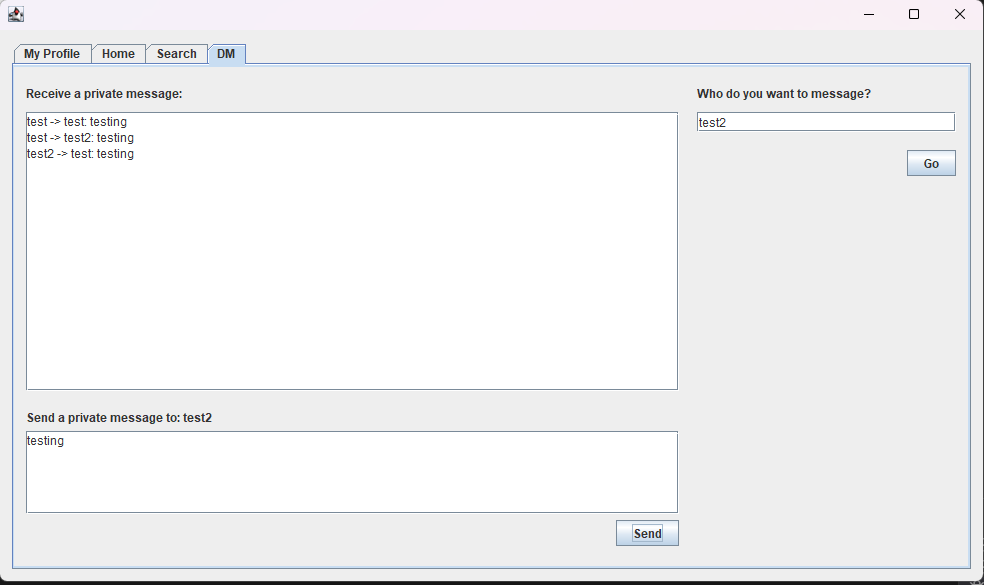 My Profile Home Search DM
Receive a private message:
test -> test: testing
test -> test2: testing
test2 -> test: testing
Who do you want to message?
test2
Go
Send a private message to: test2
testing
Send